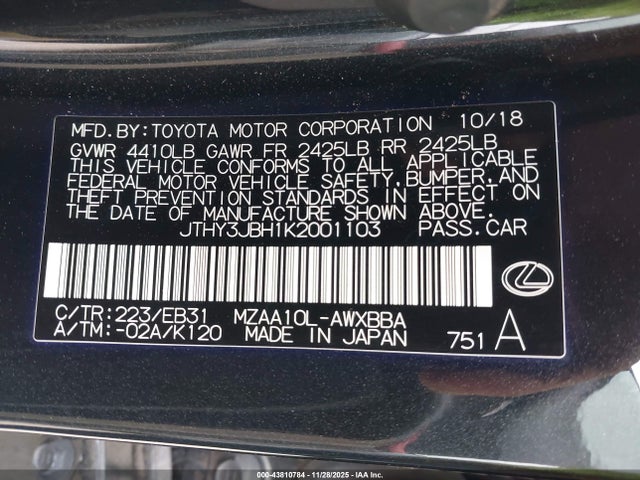 MFD. BY: TOYOTA MOTOR CORPORATION 10/18
GVWR 4410LB GAWR FR 2425LB RR 2425LB
THIS VEHICLE CONFORMS TO ALL APPLICABLE
FEDERAL MOTOR VEHICLE SAFETY, BUMPER, AND
THEFT PREVENTION STANDARDS IN EFFECT ON
THE DATE OF MANUFACTURE SHOWN ABOVE.
JTHY3JBH1K2001103 PASS. CAR
C/TR: 223/EB31 MZAA10L-AWXBBA
A/TM: -02A/K120 MADE IN JAPAN 751 A
000-43810784 | 11/28/2025 - IAA Inc.